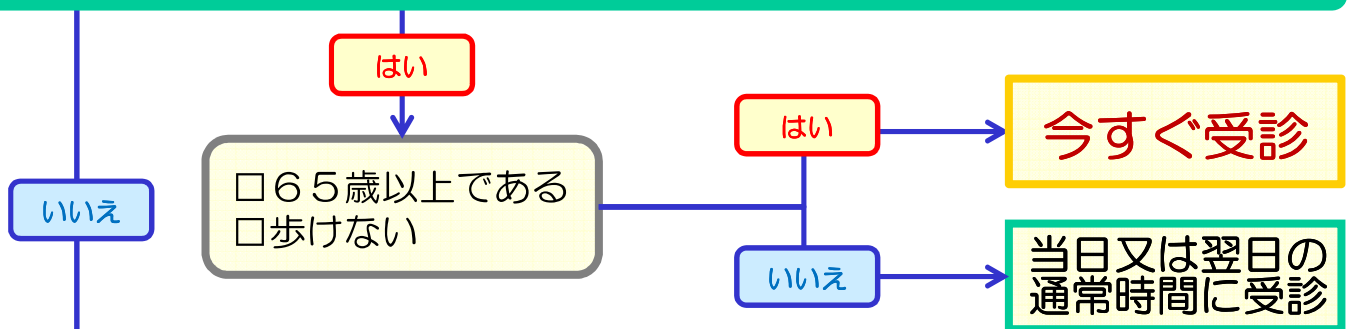 はい
はい
今すぐ受診
□６５歳以上である
□歩けない
いいえ
いいえ
当日又は翌日の
通常時間に受診